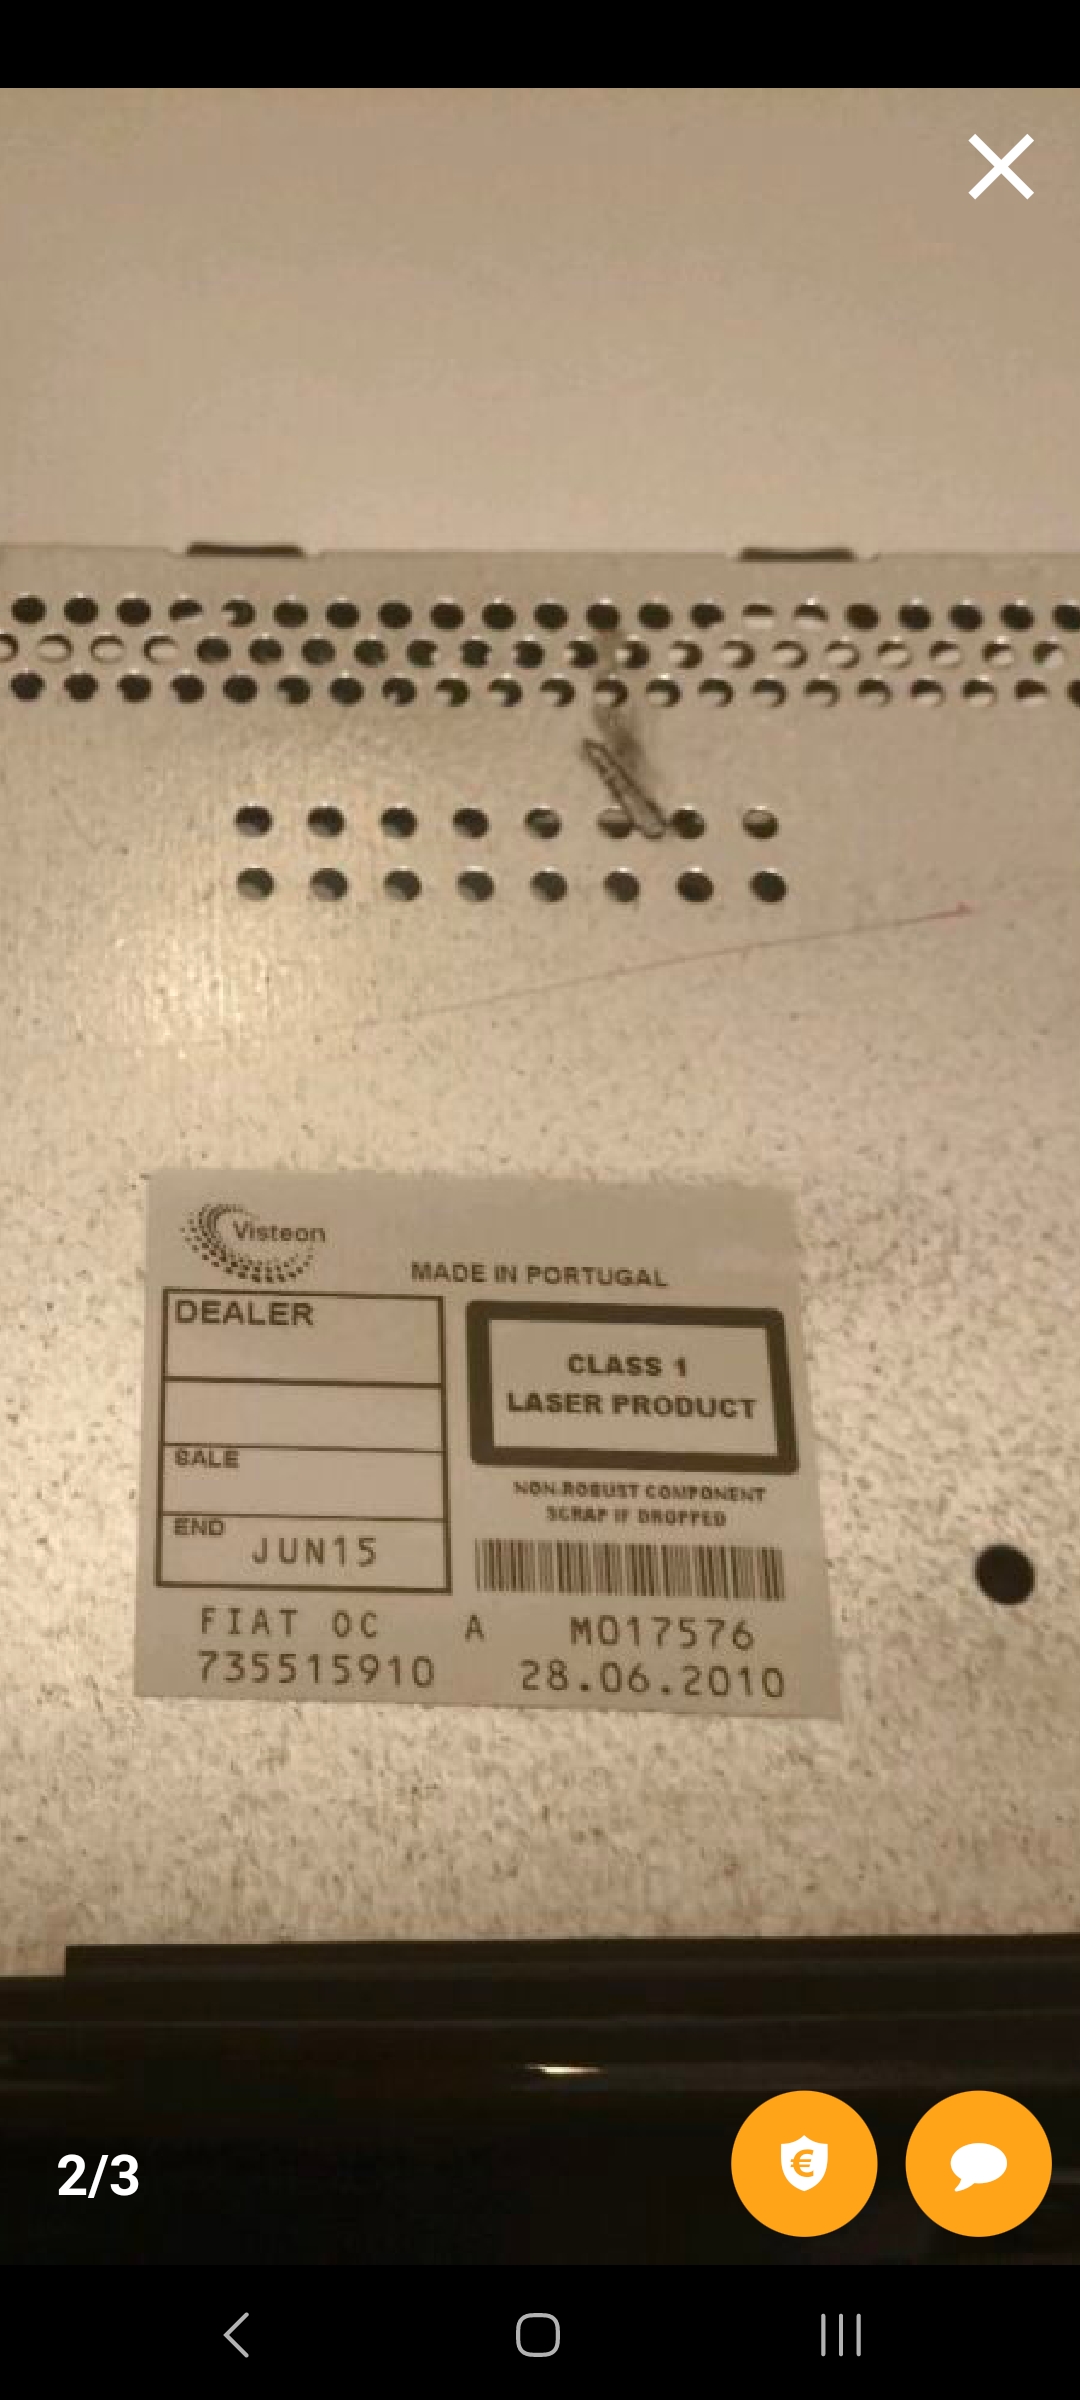 Visteon
MADE IN PORTUGAL
DEALER
CLASS 1
LASER PRODUCT
SALE
NON-ROBUST COMPONENT
SCRAP IF DROPPED
END
JUN15
FIAT OC A M017576
735515910 28.06.2010
2/3